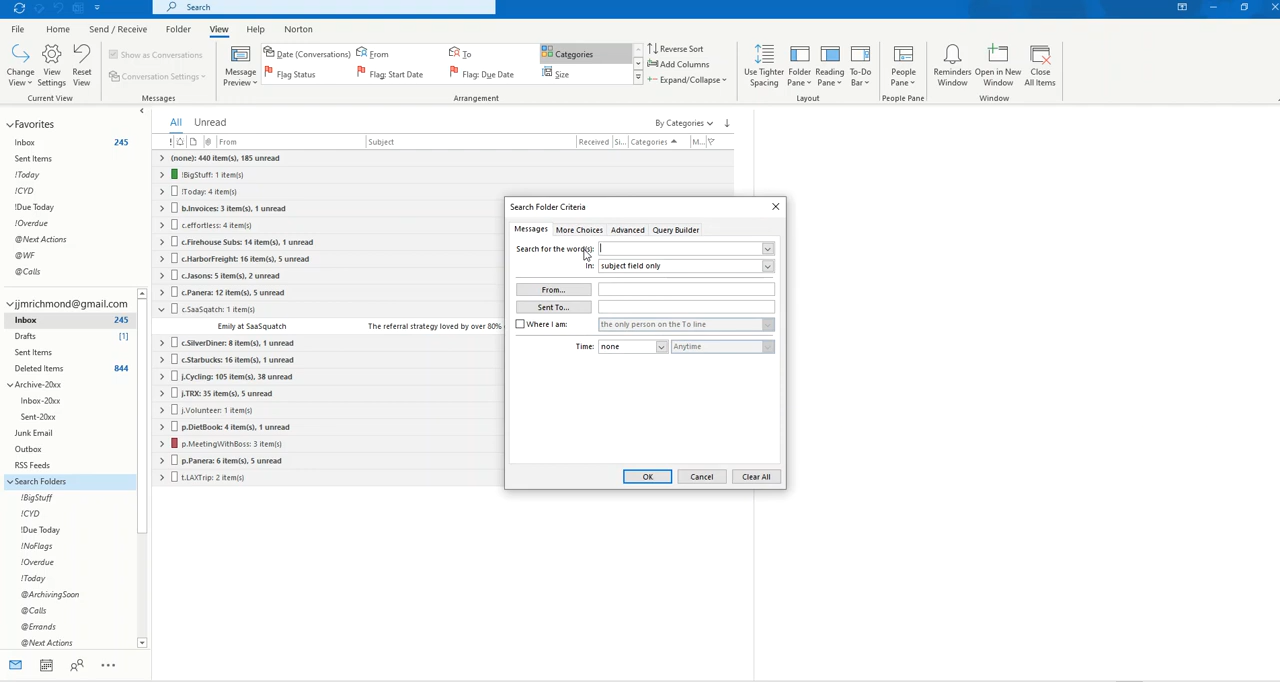 Search
File Home Send / Receive Folder View Help Norton
Show as Conversations
Conversation Settings
Change View
View Settings
Reset View
Message Preview
Date (Conversations) From To Categories
Flag Status Flag: Start Date Flag: Due Date Size
Reverse Sort
Add Columns
Expand/Collapse
Use Tighter Spacing
Folder Pane
Reading Pane
To-Do Bar
People Pane
Reminders Window
Open in New Window
Close All Items
Current View Messages Arrangement Layout People Pane Window
Favorites
Inbox 245
Sent Items
!Today
!CYD
!Due Today
!Overdue
@Next Actions
@WF
@Calls
jjmrichmond@gmail.com
Inbox 245
Drafts [1]
Sent Items
Deleted Items 844
Archive-20xx
Inbox-20xx
Sent-20xx
Junk Email
Outbox
RSS Feeds
Search Folders
!BigStuff
!CYD
!Due Today
!NoFlags
!Overdue
!Today
@ArchivingSoon
@Calls
@Errands
@Next Actions
All Unread By Categories
From Subject Received Si... Categories M...
(none): 440 item(s), 185 unread
!BigStuff: 1 item(s)
!Today: 4 item(s)
b.Invoices: 3 item(s), 1 unread
c.effortless: 4 item(s)
c.Firehouse Subs: 14 item(s), 1 unread
c.HarborFreight: 16 item(s), 5 unread
c.Jasons: 5 item(s), 2 unread
c.Panera: 12 item(s), 5 unread
c.SaaSqatch: 1 item(s)
Emily at SaaSquatch The referral strategy loved by over 80%
c.SilverDiner: 8 item(s), 1 unread
c.Starbucks: 16 item(s), 1 unread
j.Cycling: 105 item(s), 38 unread
j.TRX: 35 item(s), 5 unread
j.Volunteer: 1 item(s)
p.DietBook: 4 item(s), 1 unread
p.MeetingWithBoss: 3 item(s)
p.Panera: 6 item(s), 5 unread
t.LAXTrip: 2 item(s)
Search Folder Criteria
Messages More Choices Advanced Query Builder
Search for the word(s):
In: subject field only
From...
Sent To...
Where I am: the only person on the To line
Time: none Anytime
OK Cancel Clear All